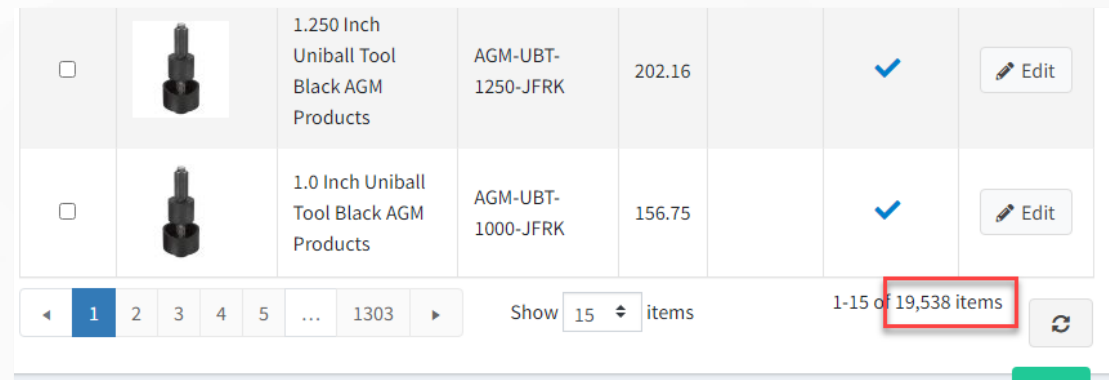 1.250 Inch
Uniball Tool
Black AGM
Products
AGM-UBT-
1250-JFRK
202.16
Edit
1.0 Inch Uniball
Tool Black AGM
Products
AGM-UBT-
1000-JFRK
156.75
Edit
1 2 3 4 5 ... 1303
Show 15 items
1-15 of 19,538 items